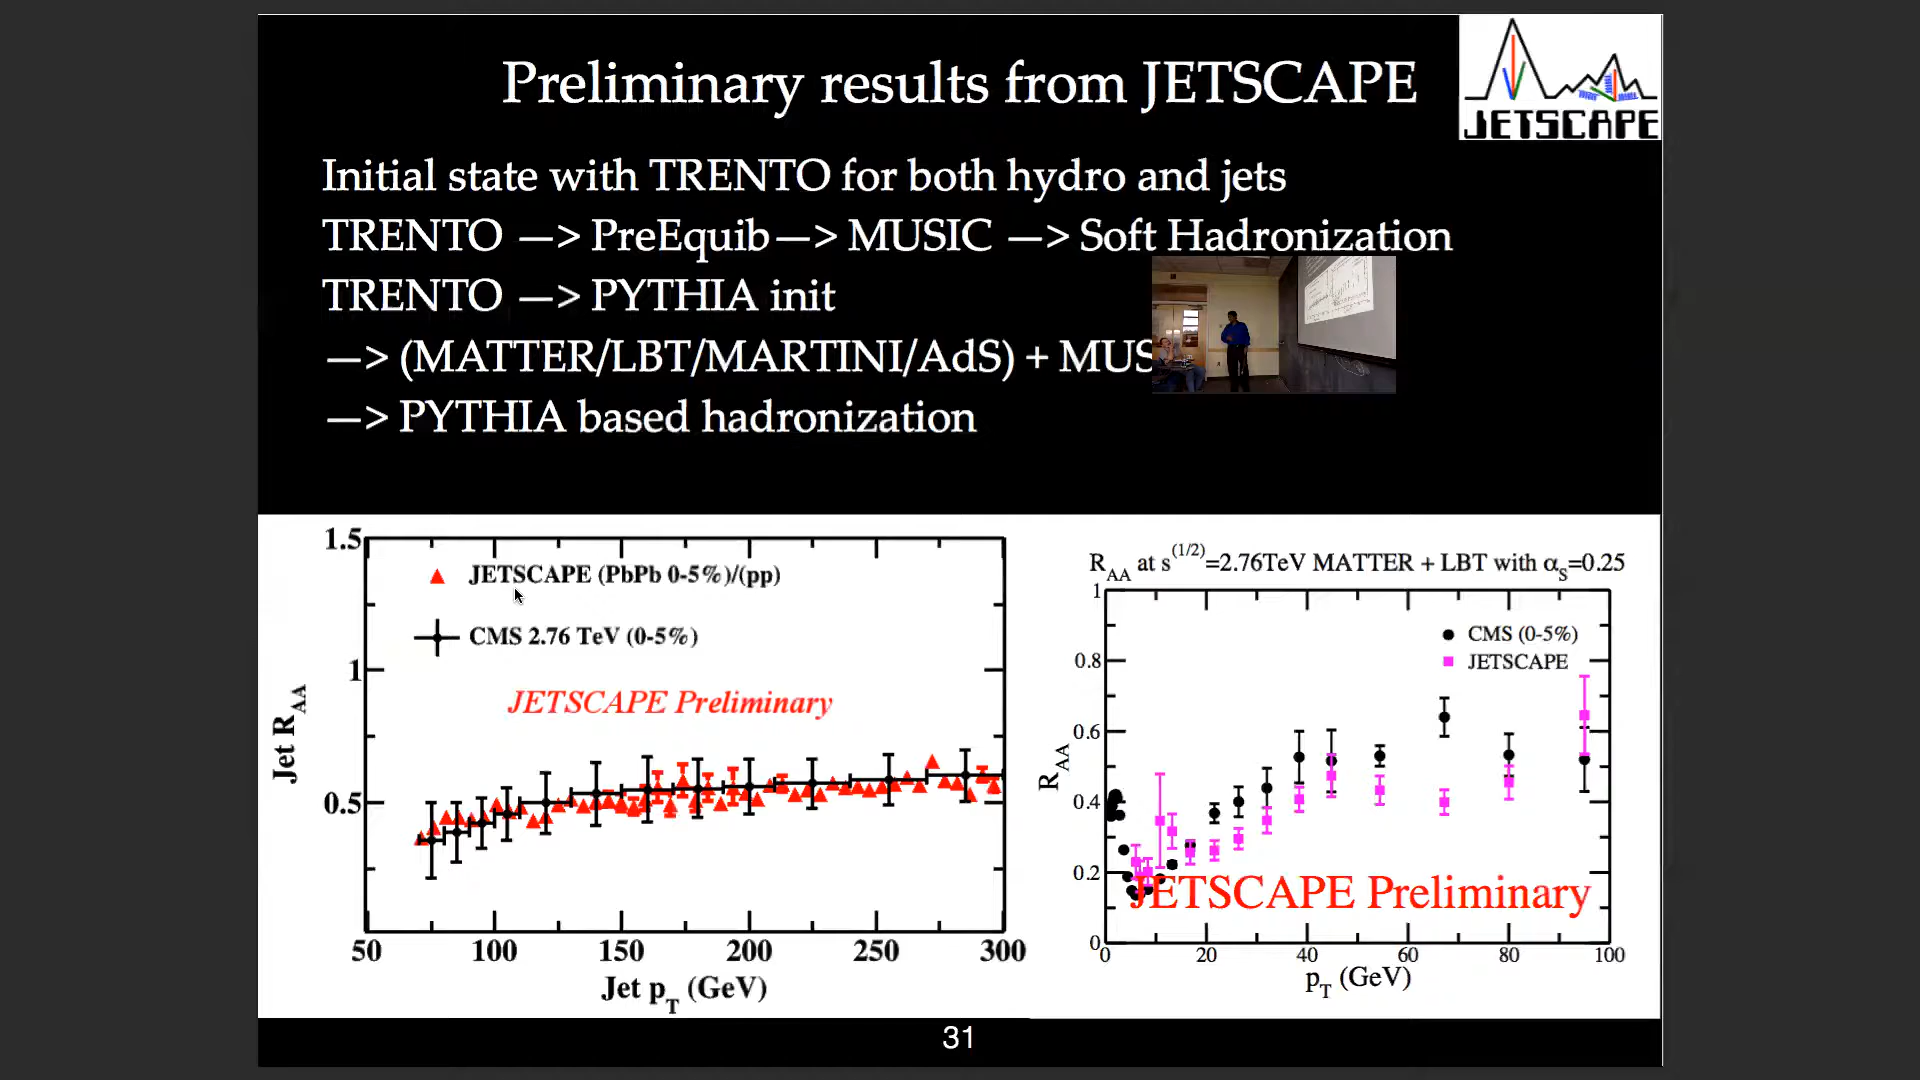 Preliminary results from JETSCAPE
JETSCAPE
Initial state with TRENTO for both hydro and jets
TRENTO —> PreEquib—> MUSIC —> Soft Hadronization
TRENTO —> PYTHIA init
—> (MATTER/LBT/MARTINI/AdS) + MUS
—> PYTHIA based hadronization
1.5
1
0.5
Jet RAA
JETSCAPE (PbPb 0-5%)/(pp)
CMS 2.76 TeV (0-5%)
JETSCAPE Preliminary
50 100 150 200 250 300
Jet pT (GeV)
RAA at s(1/2)=2.76TeV MATTER + LBT with αS=0.25
1
0.8
0.6
0.4
0.2
0
RAA
CMS (0-5%)
JETSCAPE
JETSCAPE Preliminary
0 20 40 60 80 100
pT (GeV)
31